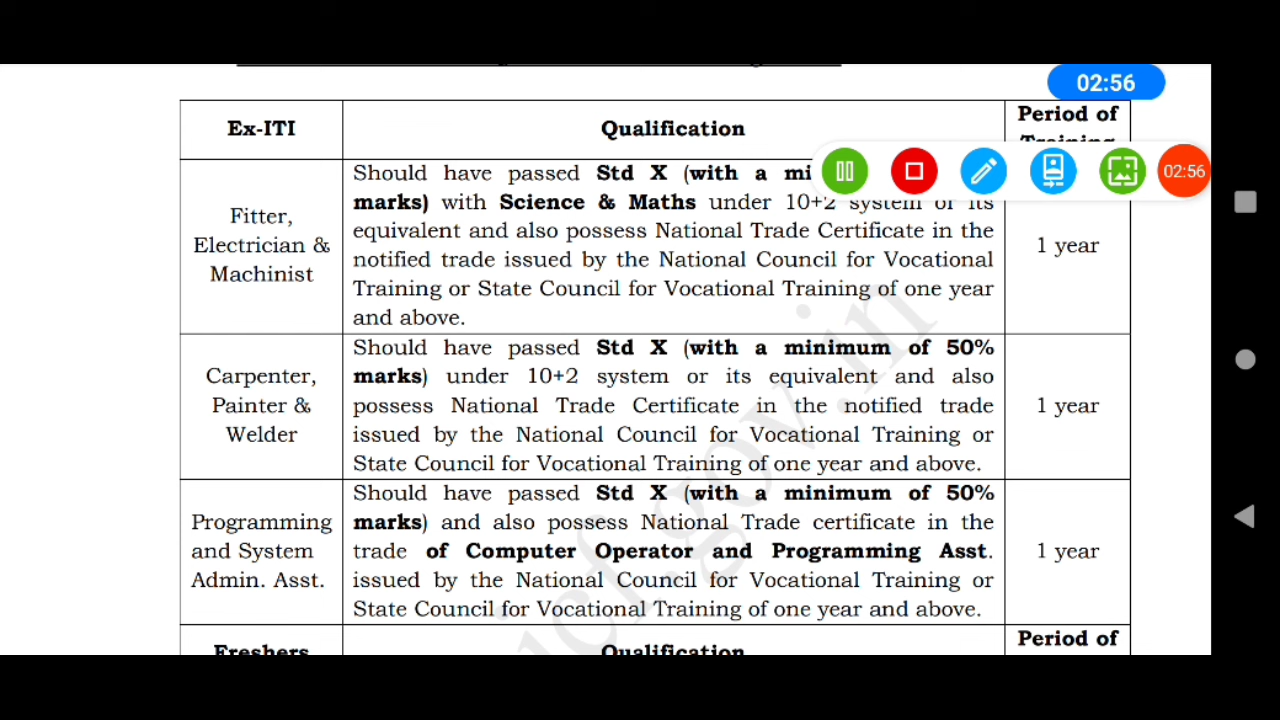 02:56
Ex-ITI
Qualification
Period of
Training
02:56
Fitter,
Electrician &
Machinist
Should have passed Std X (with a mi
marks) with Science & Maths under 10+2 system or its
equivalent and also possess National Trade Certificate in the
notified trade issued by the National Council for Vocational
Training or State Council for Vocational Training of one year
and above.
1 year
Carpenter,
Painter &
Welder
Should have passed Std X (with a minimum of 50%
marks) under 10+2 system or its equivalent and also
possess National Trade Certificate in the notified trade
issued by the National Council for Vocational Training or
State Council for Vocational Training of one year and above.
1 year
Programming
and System
Admin. Asst.
Should have passed Std X (with a minimum of 50%
marks) and also possess National Trade certificate in the
trade of Computer Operator and Programming Asst.
issued by the National Council for Vocational Training or
State Council for Vocational Training of one year and above.
1 year
Freshers
Qualification
Period of
icf.gov.in